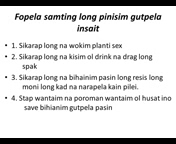 Fopela samting long pinisim gutpela
insait
• 1. Sikarap long na wokim planti sex
• 2. Sikarap long na kisim ol drink na drag long
spak
• 3. Sikarap long na bihainim pasin long resis long
moni long kad na narapela kain pilei.
• 4. Stap wantaim na poroman wantaim ol husat ino
save bihianim gutpela pasin